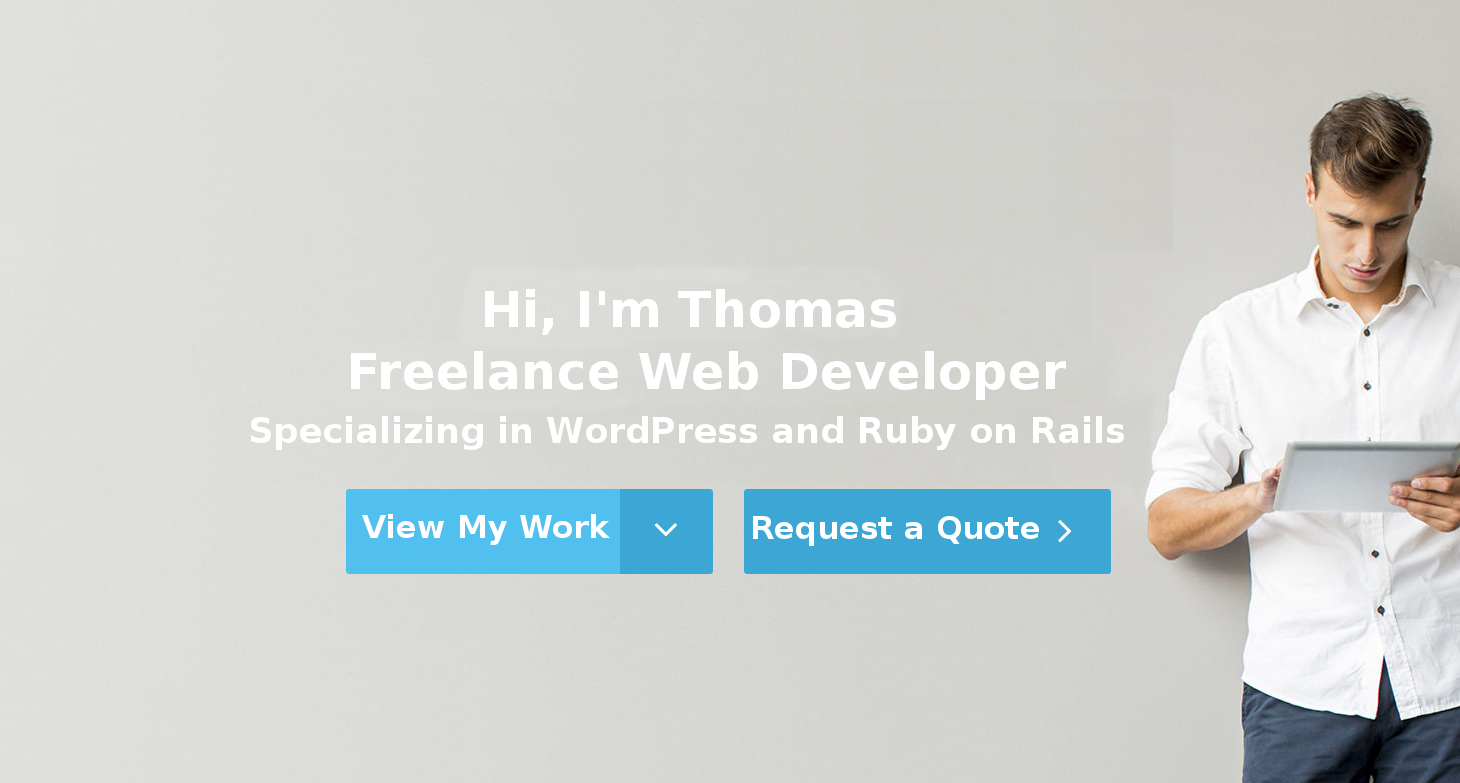 Hi, I'm Thomas
Freelance Web Developer
Specializing in WordPress and Ruby on Rails
View My Work
Request a Quote